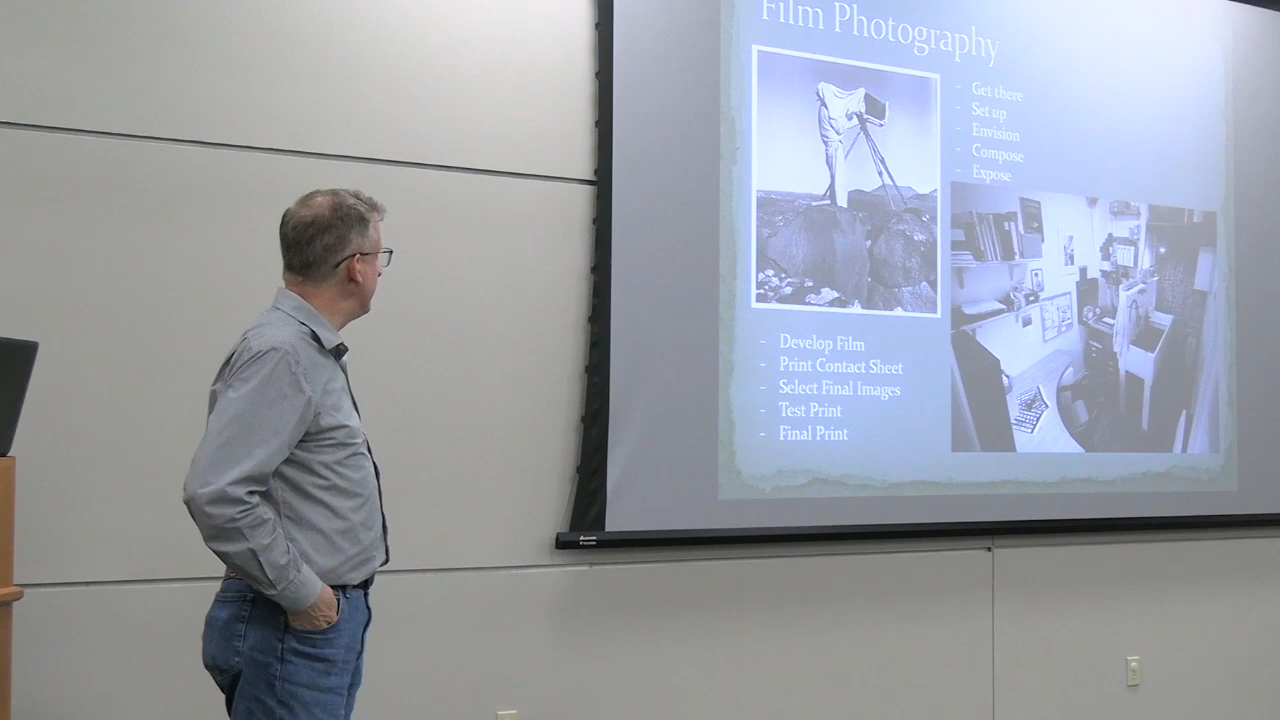 Film Photography
- Get there
- Set up
- Envision
- Compose
- Expose
- Develop Film
- Print Contact Sheet
- Select Final Images
- Test Print
- Final Print